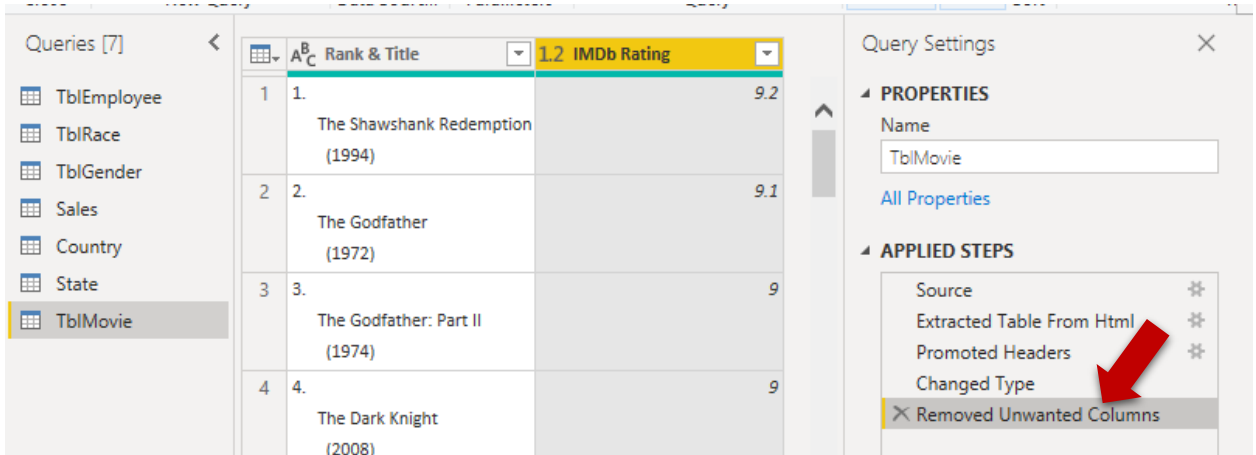 Queries [7]
TblEmployee
TblRace
TblGender
Sales
Country
State
TblMovie
ABC Rank & Title
1.2 IMDb Rating
1
1.
The Shawshank Redemption
(1994)
9.2
2
2.
The Godfather
(1972)
9.1
3
3.
The Godfather: Part II
(1974)
9
4
4.
The Dark Knight
(2008)
9
Query Settings
PROPERTIES
Name
TblMovie
All Properties
APPLIED STEPS
Source
Extracted Table From Html
Promoted Headers
Changed Type
Removed Unwanted Columns